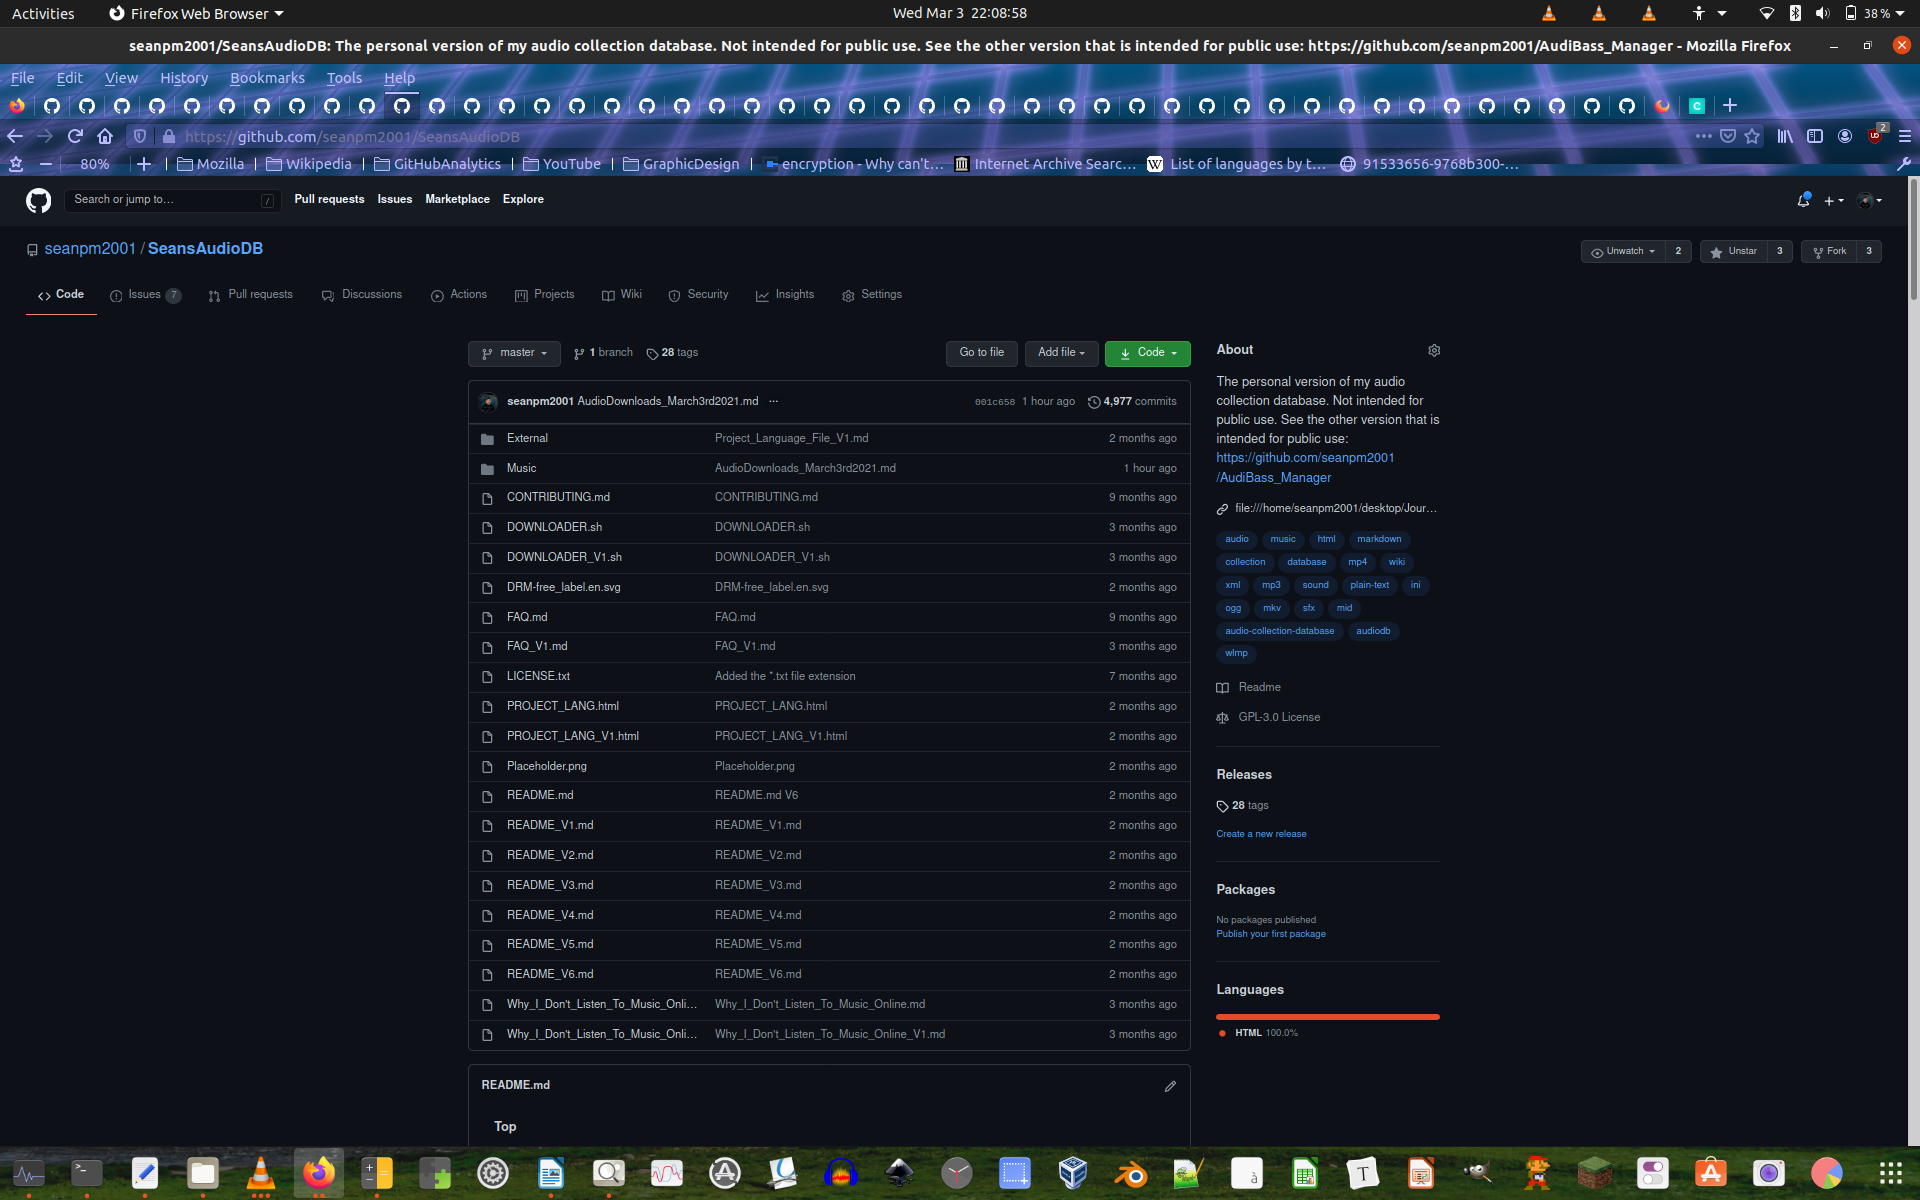 Activities
Firefox Web Browser
Wed Mar 3 22:08:58
38 %
seanpm2001/SeansAudioDB: The personal version of my audio collection database. Not intended for public use. See the other version that is intended for public use: https://github.com/seanpm2001/AudiBass_Manager - Mozilla Firefox
File Edit View History Bookmarks Tools Help
https://github.com/seanpm2001/SeansAudioDB
2
80% Mozilla Wikipedia GitHubAnalytics YouTube GraphicDesign encryption - Why can't… Internet Archive Searc… List of languages by t… 91533656-9768b300-…
Search or jump to… / Pull requests Issues Marketplace Explore
seanpm2001 / SeansAudioDB
Unwatch 2 Unstar 3 Fork 3
Code Issues 7 Pull requests Discussions Actions Projects Wiki Security Insights Settings
master 1 branch 28 tags Go to file Add file Code
seanpm2001 AudioDownloads_March3rd2021.md ... 001c658 1 hour ago 4,977 commits
External Project_Language_File_V1.md 2 months ago
Music AudioDownloads_March3rd2021.md 1 hour ago
CONTRIBUTING.md CONTRIBUTING.md 9 months ago
DOWNLOADER.sh DOWNLOADER.sh 3 months ago
DOWNLOADER_V1.sh DOWNLOADER_V1.sh 3 months ago
DRM-free_label.en.svg DRM-free_label.en.svg 2 months ago
FAQ.md FAQ.md 9 months ago
FAQ_V1.md FAQ_V1.md 3 months ago
LICENSE.txt Added the *.txt file extension 7 months ago
PROJECT_LANG.html PROJECT_LANG.html 2 months ago
PROJECT_LANG_V1.html PROJECT_LANG_V1.html 2 months ago
Placeholder.png Placeholder.png 2 months ago
README.md README.md V6 2 months ago
README_V1.md README_V1.md 2 months ago
README_V2.md README_V2.md 2 months ago
README_V3.md README_V3.md 2 months ago
README_V4.md README_V4.md 2 months ago
README_V5.md README_V5.md 2 months ago
README_V6.md README_V6.md 2 months ago
Why_I_Don't_Listen_To_Music_Onli… Why_I_Don't_Listen_To_Music_Online.md 3 months ago
Why_I_Don't_Listen_To_Music_Onli… Why_I_Don't_Listen_To_Music_Online_V1.md 3 months ago
README.md
Top
About
The personal version of my audio
collection database. Not intended for
public use. See the other version that is
intended for public use:
https://github.com/seanpm2001
/AudiBass_Manager
file:///home/seanpm2001/desktop/Jour…
audio music html markdown
collection database mp4 wiki
xml mp3 sound plain-text ini
ogg mkv sfx mid
audio-collection-database audiodb
wlmp
Readme
GPL-3.0 License
Releases
28 tags
Create a new release
Packages
No packages published
Publish your first package
Languages
HTML 100.0%